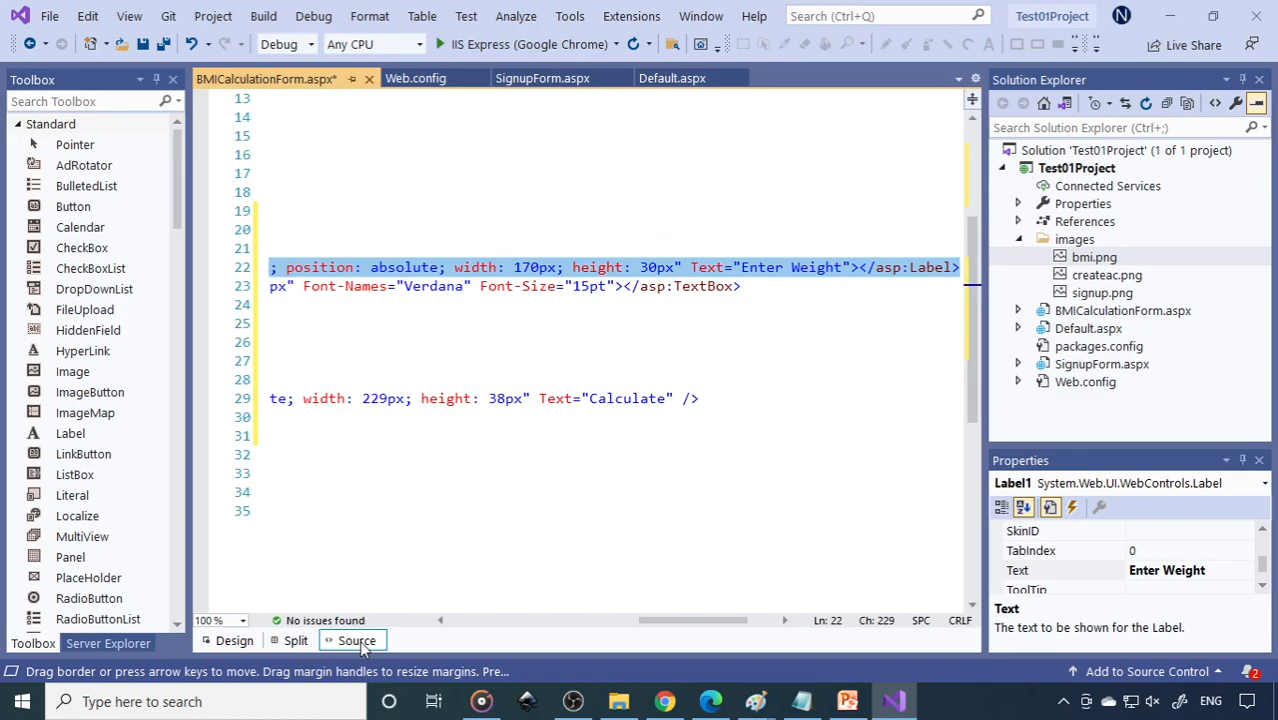 File Edit View Git Project Build Debug Format Table Test Analyze Tools Extensions Window Help Search (Ctrl+Q) Test01Project N
Debug Any CPU IIS Express (Google Chrome) Live Share
Toolbox
Search Toolbox
Standard
Pointer
AdRotator
BulletedList
Button
Calendar
CheckBox
CheckBoxList
DropDownList
FileUpload
HiddenField
HyperLink
Image
ImageButton
ImageMap
Label
LinkButton
ListBox
Literal
Localize
MultiView
Panel
PlaceHolder
RadioButton
RadioButtonList
Toolbox Server Explorer
BMICalculationForm.aspx* Web.config SignupForm.aspx Default.aspx
13
14
15
16
17
18
19
20
21
22 ; position: absolute; width: 170px; height: 30px" Text="Enter Weight"></asp:Label>
23 px" Font-Names="Verdana" Font-Size="15pt"></asp:TextBox>
24
25
26
27
28
29 te; width: 229px; height: 38px" Text="Calculate" />
30
31
32
33
34
35
100 % No issues found Ln: 22 Ch: 229 SPC CRLF
Design Split Source
Solution Explorer
Search Solution Explorer (Ctrl+;)
Solution 'Test01Project' (1 of 1 project)
Test01Project
Connected Services
Properties
References
images
bmi.png
createac.png
signup.png
BMICalculationForm.aspx
Default.aspx
packages.config
SignupForm.aspx
Web.config
Properties
Label1 System.Web.UI.WebControls.Label
SkinID
TabIndex 0
Text Enter Weight
ToolTip
Text
The text to be shown for the Label.
Drag border or press arrow keys to move. Drag margin handles to resize margins. Pre... Add to Source Control 2
Type here to search ENG